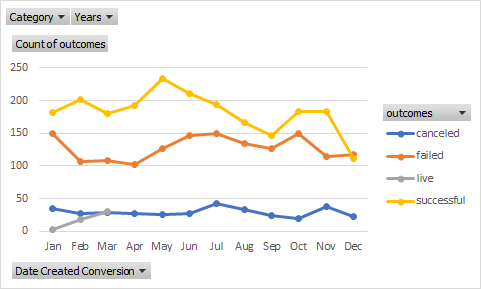 Category Years
Count of outcomes
250
200
150
100
50
0
Jan Feb Mar Apr May Jun Jul Aug Sep Oct Nov Dec
outcomes
canceled
failed
live
successful
Date Created Conversion